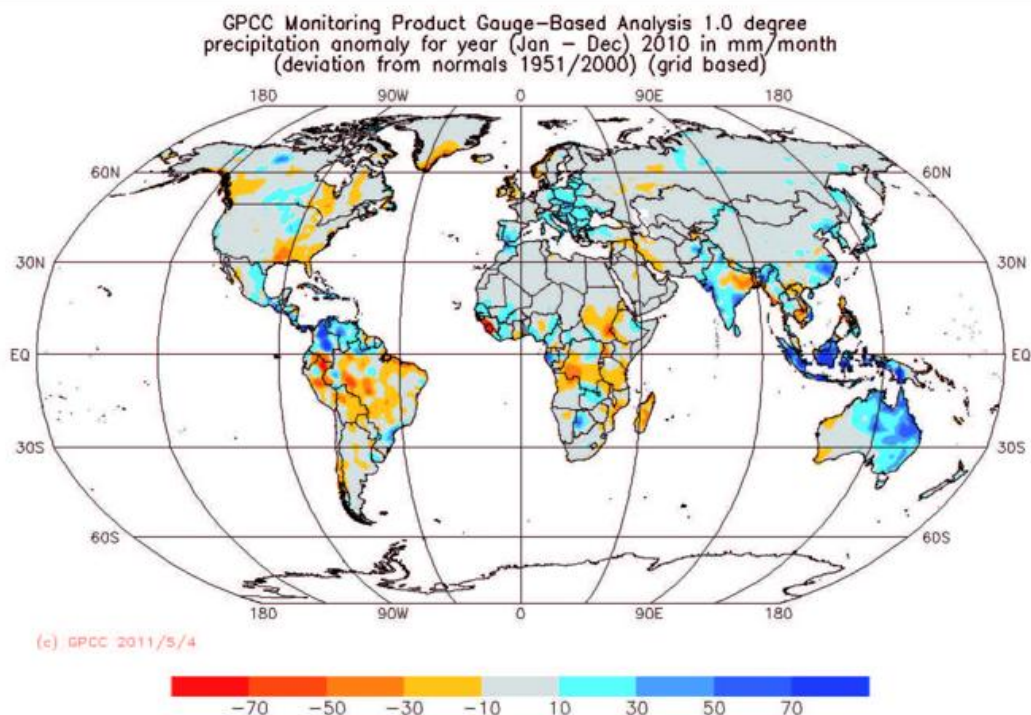 GPCC Monitoring Product Gauge-Based Analysis 1.0 degree
precipitation anomaly for year (Jan - Dec) 2010 in mm/month
(deviation from normals 1951/2000) (grid based)
180 90W 0 90E 180
60N 60N
30N 30N
EQ EQ
30S 30S
60S 60S
180 90W 0 90E 180
(c) GPCC 2011/5/4
-70 -50 -30 -10 10 30 50 70